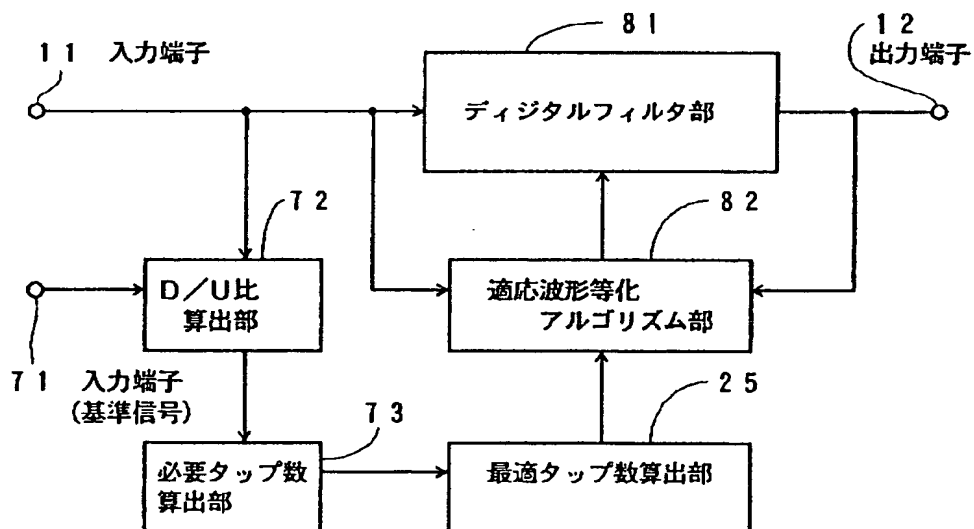 ８１
１２
１１　入力端子
出力端子
ディジタルフィルタ部
７２
８２
Ｄ／Ｕ比
算出部
適応波形等化
アルゴリズム部
７１　入力端子
(基準信号)
２５
７３
必要タップ数
算出部
最適タップ数算出部